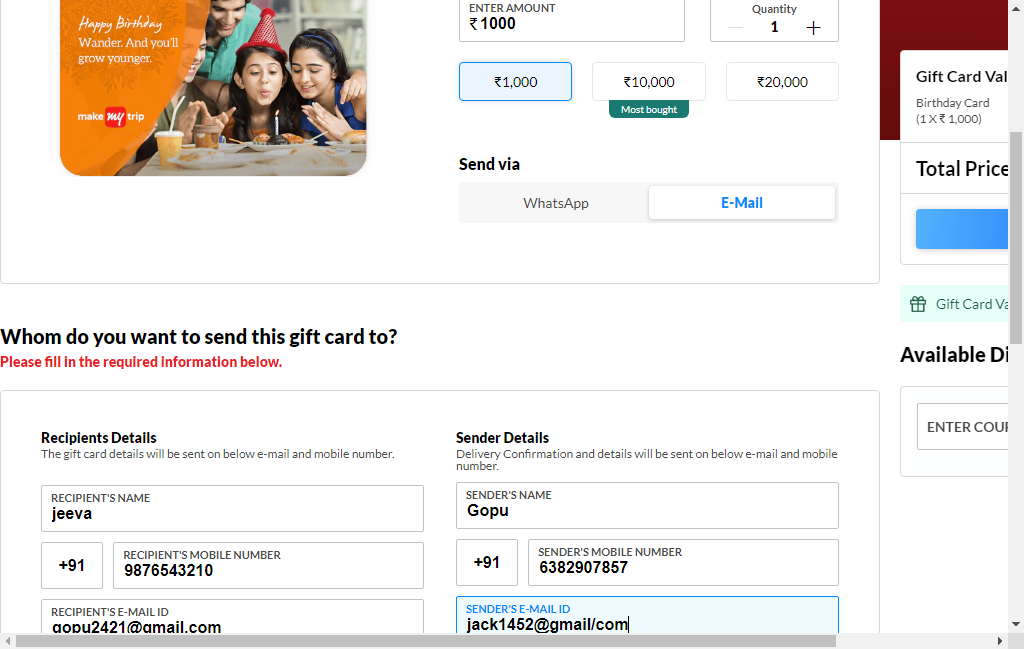 Happy Birthday
Wander. And you'll
grow younger.
make my trip
ENTER AMOUNT
₹ 1000
Quantity
1
₹1,000
₹10,000
₹20,000
Most bought
Send via
WhatsApp
E-Mail
Gift Card Val
Birthday Card
(1 X ₹ 1,000)
Total Price
Gift Card Va
Available Di
ENTER COUP
Whom do you want to send this gift card to?
Please fill in the required information below.
Recipients Details
The gift card details will be sent on below e-mail and mobile number.
RECIPIENT'S NAME
jeeva
+91
RECIPIENT'S MOBILE NUMBER
9876543210
RECIPIENT'S E-MAIL ID
gopu2421@gmail.com
Sender Details
Delivery Confirmation and details will be sent on below e-mail and mobile
number.
SENDER'S NAME
Gopu
+91
SENDER'S MOBILE NUMBER
6382907857
SENDER'S E-MAIL ID
jack1452@gmail/com